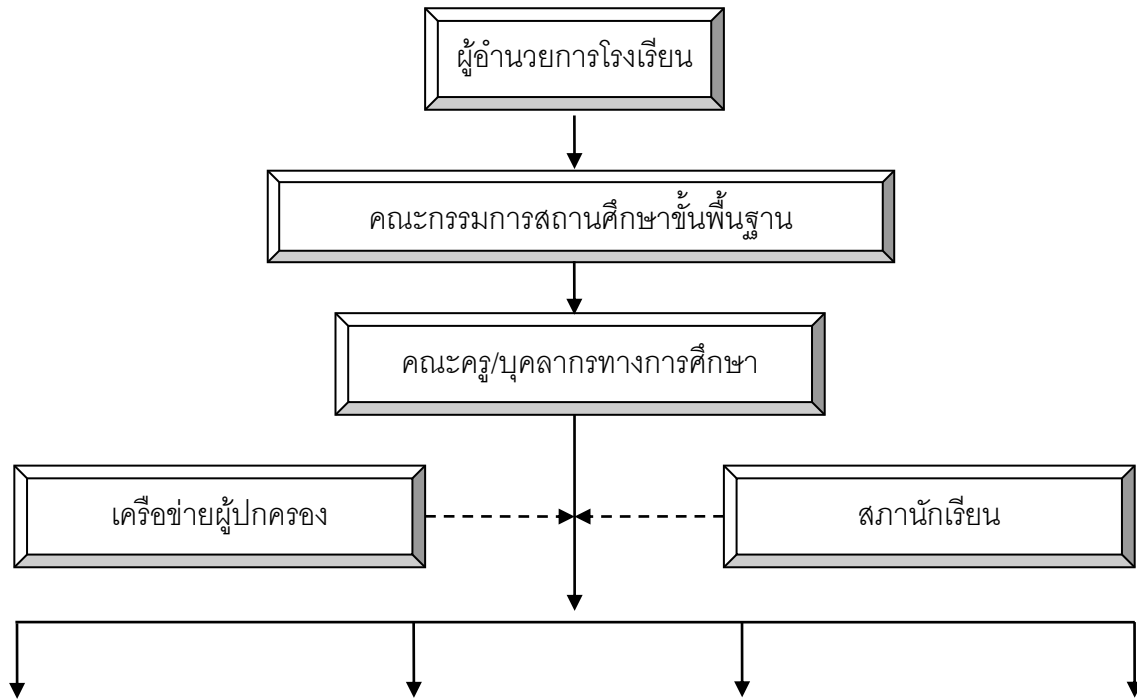 ผู้อำนวยการโรงเรียน
คณะกรรมการสถานศึกษาขั้นพื้นฐาน
คณะครู/บุคลากรทางการศึกษา
เครือข่ายผู้ปกครอง
สภานักเรียน